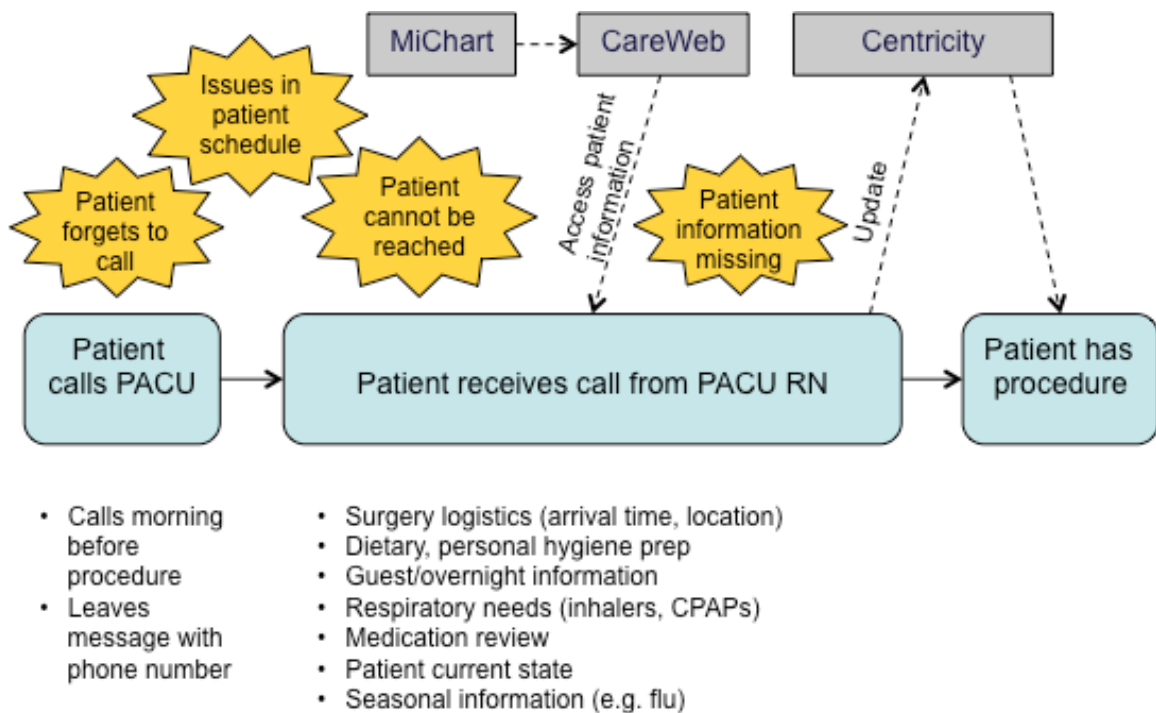 MiChart
CareWeb
Centricity
Issues in
patient
schedule
Patient
forgets to
call
Patient
cannot be
reached
Access patient
information
Patient
information
missing
Update
Patient
calls PACU
Patient receives call from PACU RN
Patient has
procedure
• Calls morning
before
procedure
• Leaves
message with
phone number
• Surgery logistics (arrival time, location)
• Dietary, personal hygiene prep
• Guest/overnight information
• Respiratory needs (inhalers, CPAPs)
• Medication review
• Patient current state
• Seasonal information (e.g. flu)